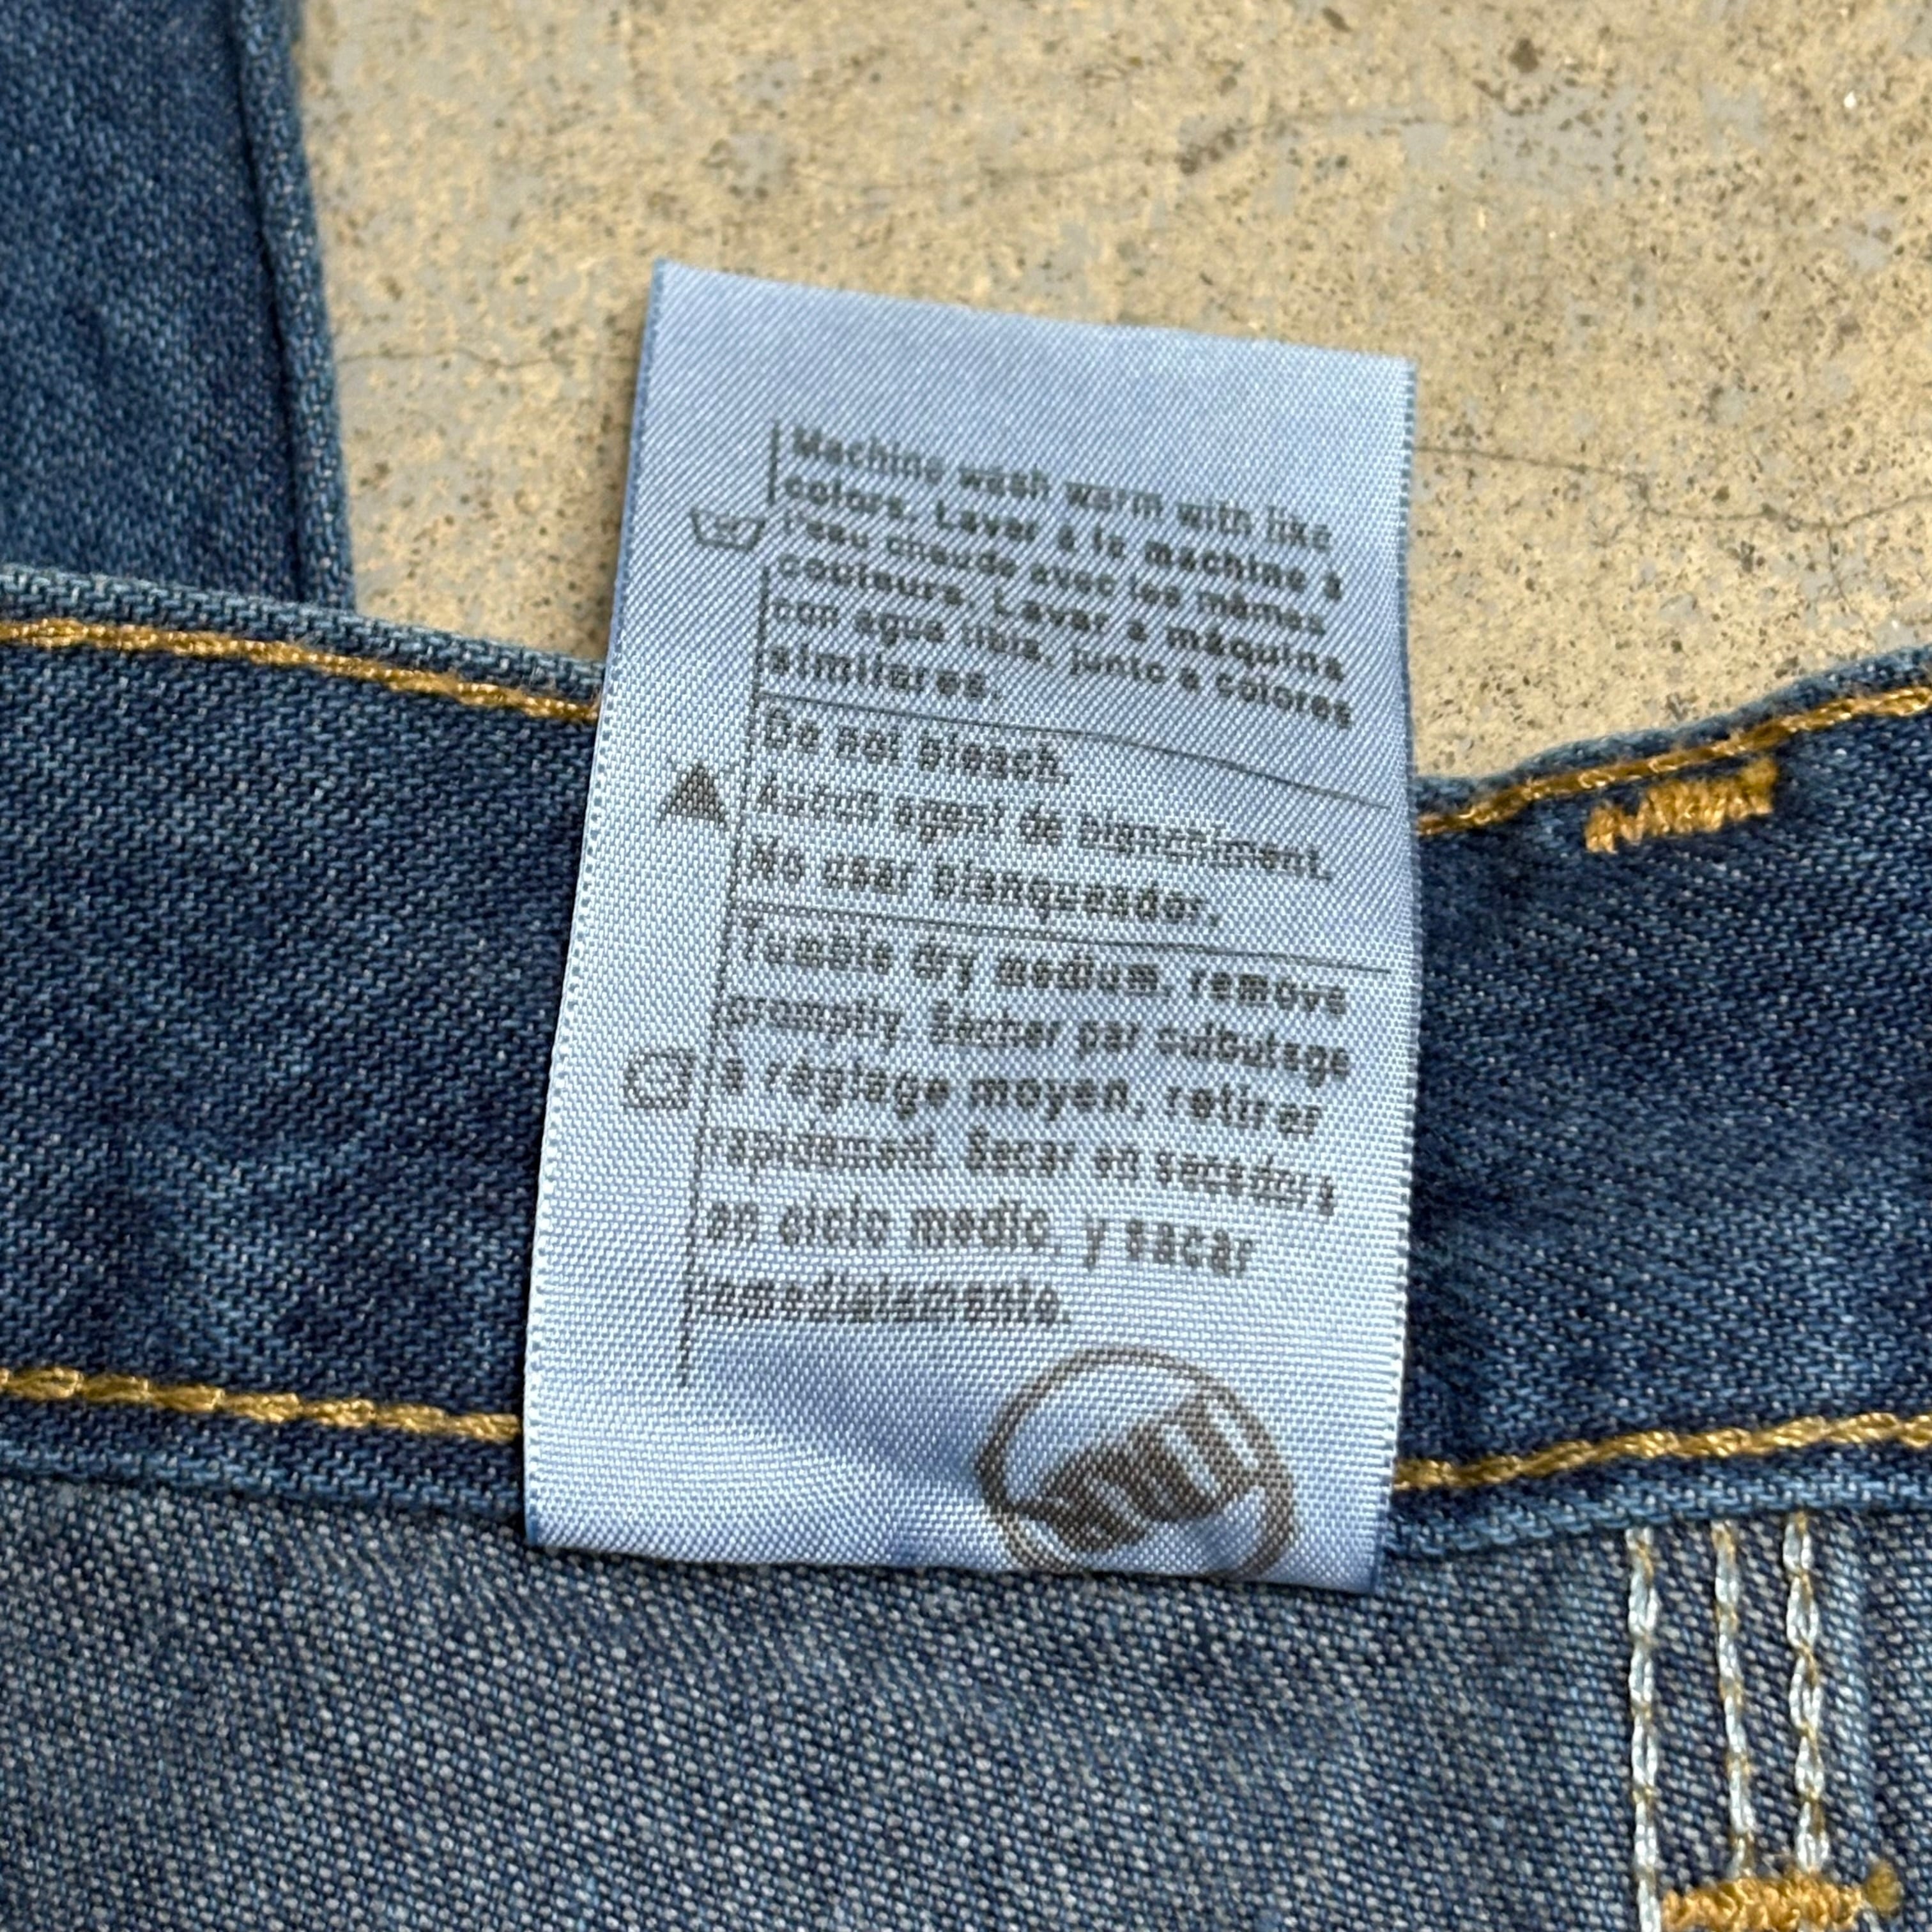 Machine wash warm with like
colors. Laver à la machine à
l'eau chaude avec les mêmes
couleurs. Lavar a máquina
con agua tibia, junto a colores
similares.
Do not bleach.
Aucun agent de blanchiment.
No usar blanqueador.
Tumble dry medium, remove
promptly. Sécher par culbutage
à réglage moyen, retirer
rapidement. Secar en secadora
en ciclo medio, y sacar
inmediatamente.